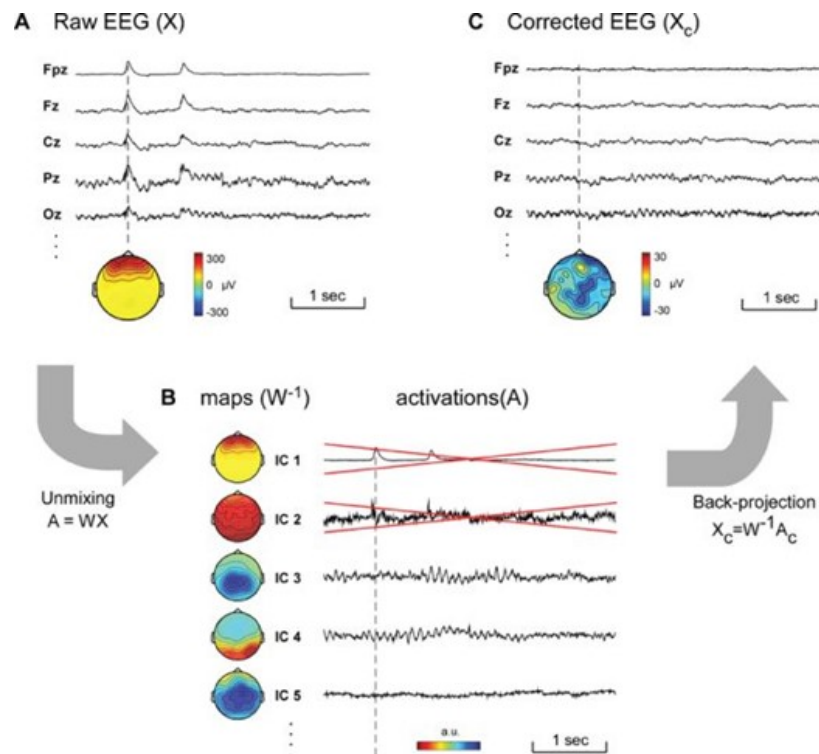 A Raw EEG (X)
Fpz
Fz
Cz
Pz
Oz
300
0 µV
-300
1 sec
C Corrected EEG (Xc)
Fpz
Fz
Cz
Pz
Oz
30
0 µV
-30
1 sec
Unmixing
A = WX
B maps (W⁻¹) activations(A)
IC 1
IC 2
IC 3
IC 4
IC 5
a.u.
1 sec
Back-projection
Xc=W⁻¹Ac